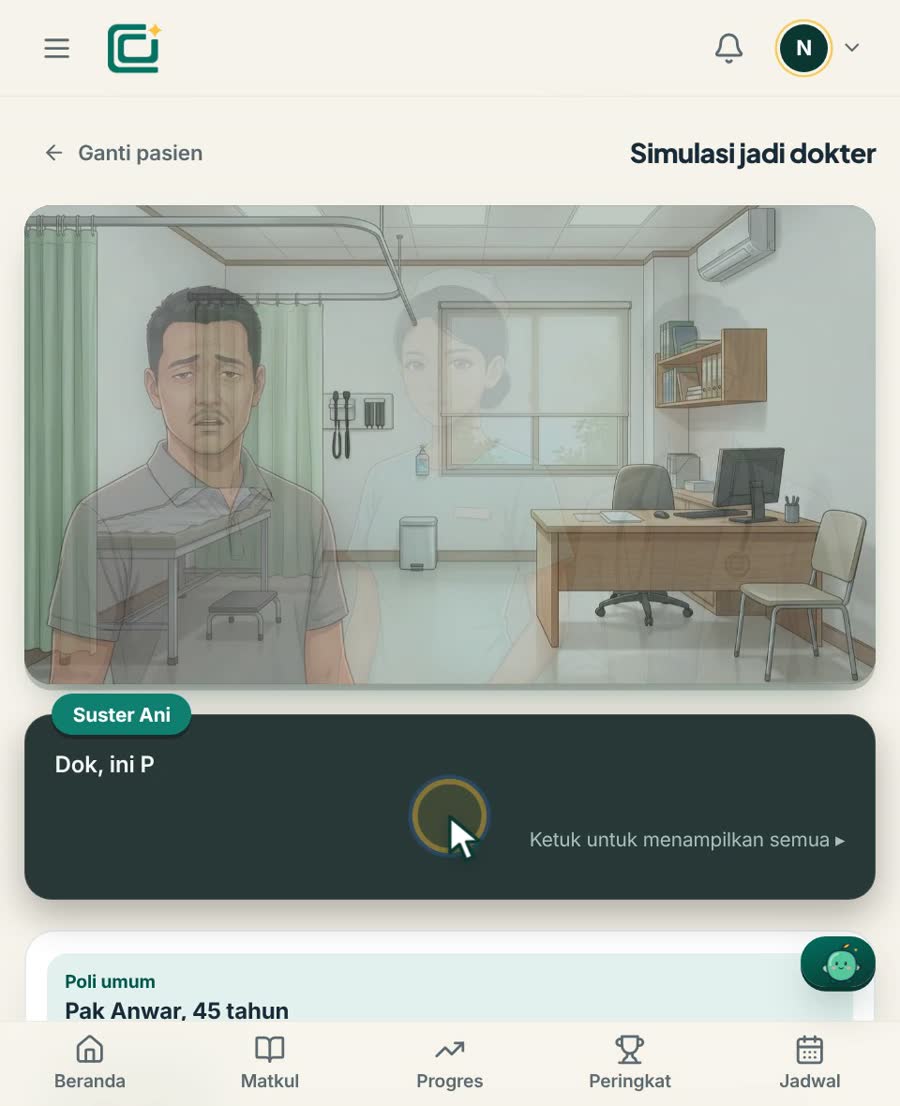 N
Ganti pasien
Simulasi jadi dokter
Suster Ani
Dok, ini P
Ketuk untuk menampilkan semua ▸
Poli umum
Pak Anwar, 45 tahun
Beranda
Matkul
Progres
Peringkat
Jadwal